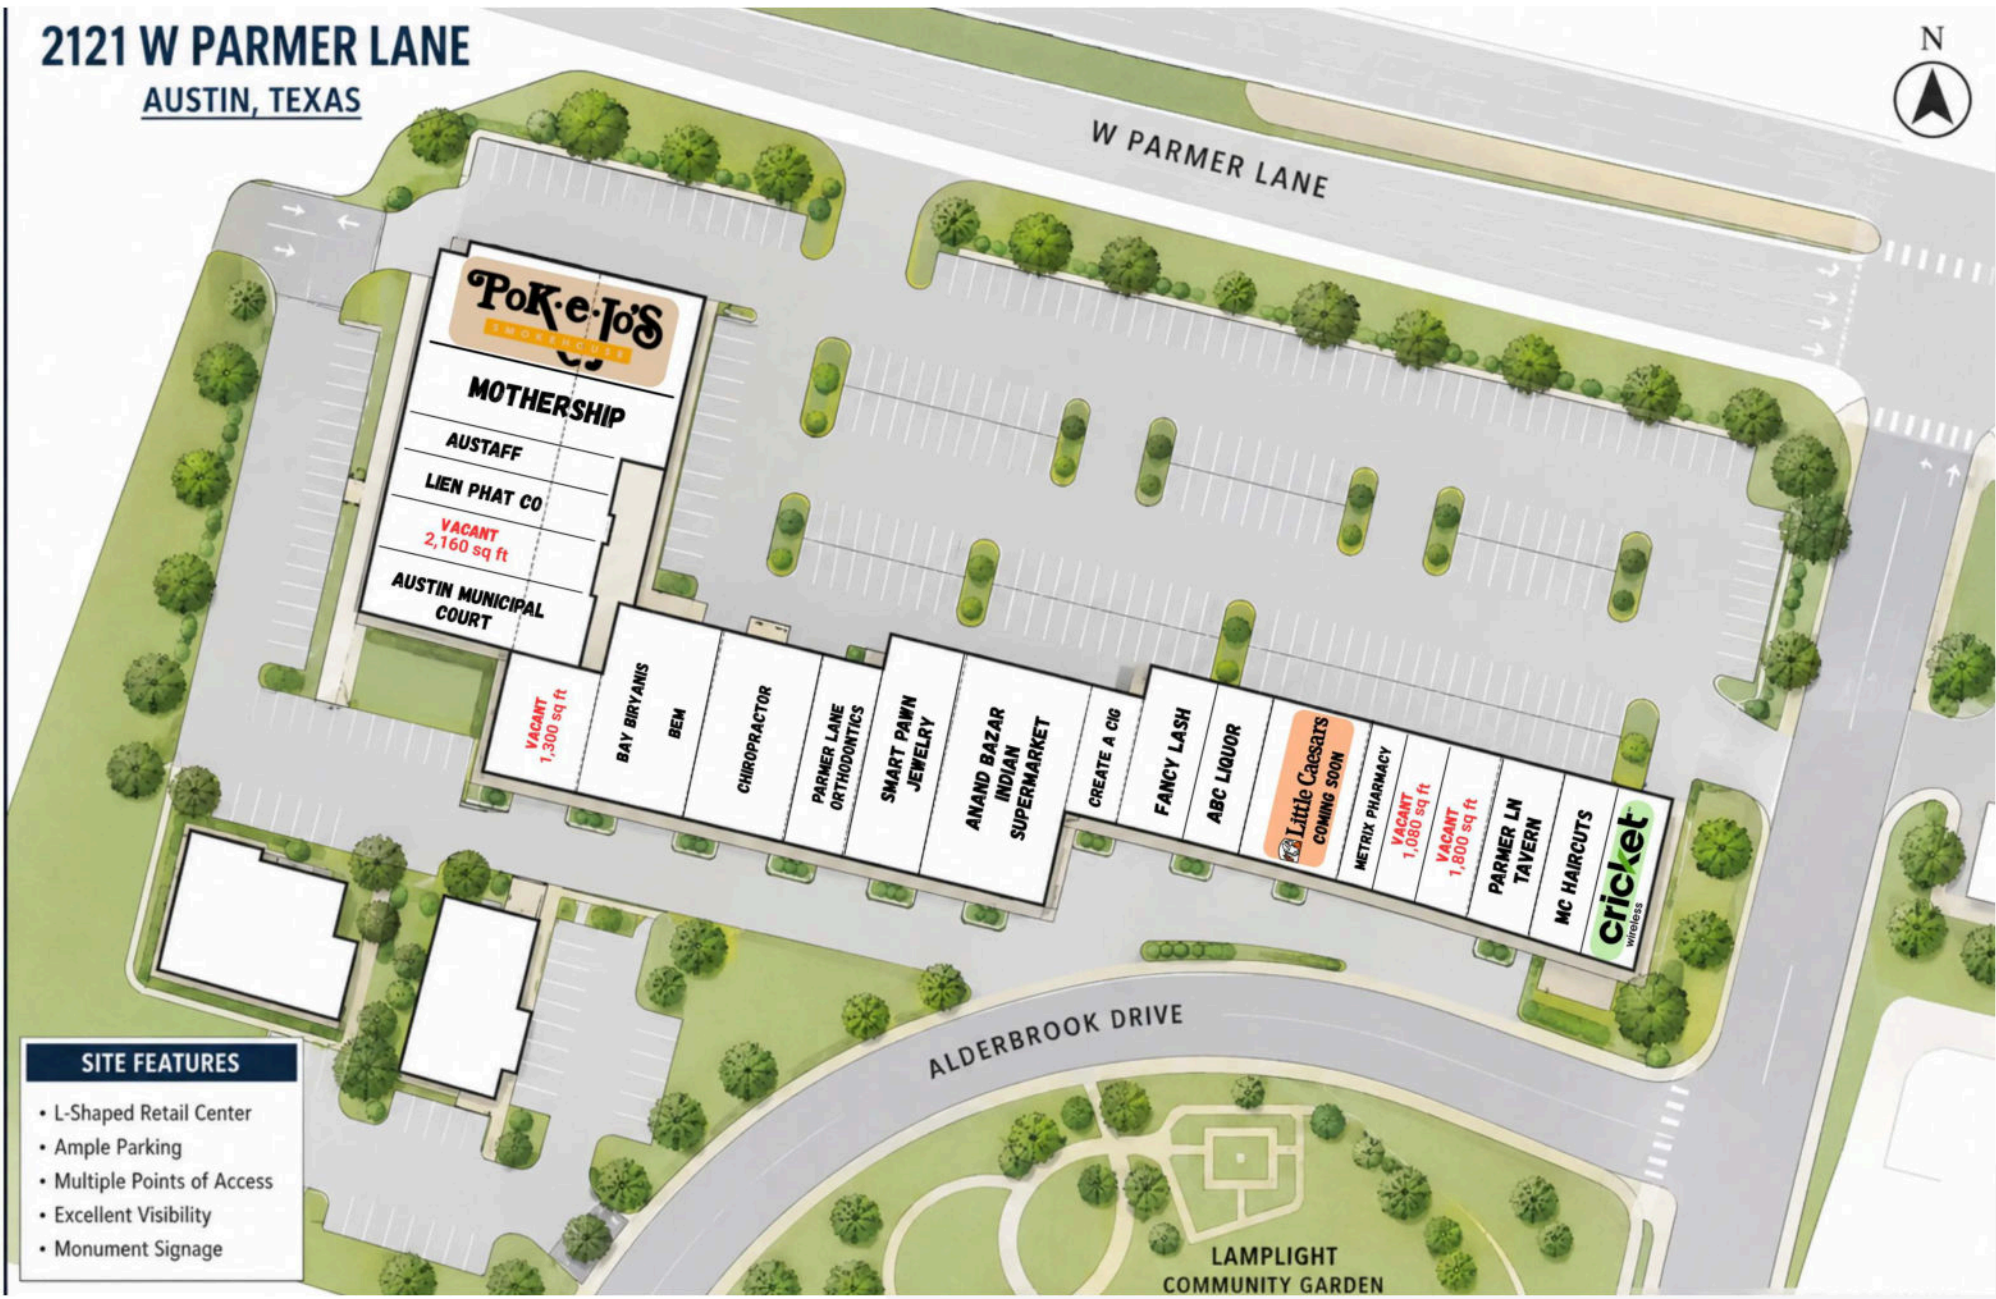 2121 W PARMER LANE
AUSTIN, TEXAS
N
W PARMER LANE
POK·e·Jo's
SMOKEHOUSE
MOTHERSHIP
AUSTAFF
LIEN PHAT CO
VACANT
2,160 sq ft
AUSTIN MUNICIPAL
COURT
VACANT
1,300 sq ft
BAY BIRYANIS
BEM
CHIROPRACTOR
PARMER LANE
ORTHODONTICS
SMART PAWN
JEWELRY
ANAND BAZAR
INDIAN
SUPERMARKET
CREATE A CIG
FANCY LASH
ABC LIQUOR
Little Caesars
COMING SOON
METRIX PHARMACY
VACANT
1,080 sq ft
VACANT
1,800 sq ft
PARMER LN
TAVERN
MC HAIRCUTS
cricket
wireless
ALDERBROOK DRIVE
LAMPLIGHT
COMMUNITY GARDEN
SITE FEATURES
• L-Shaped Retail Center
• Ample Parking
• Multiple Points of Access
• Excellent Visibility
• Monument Signage